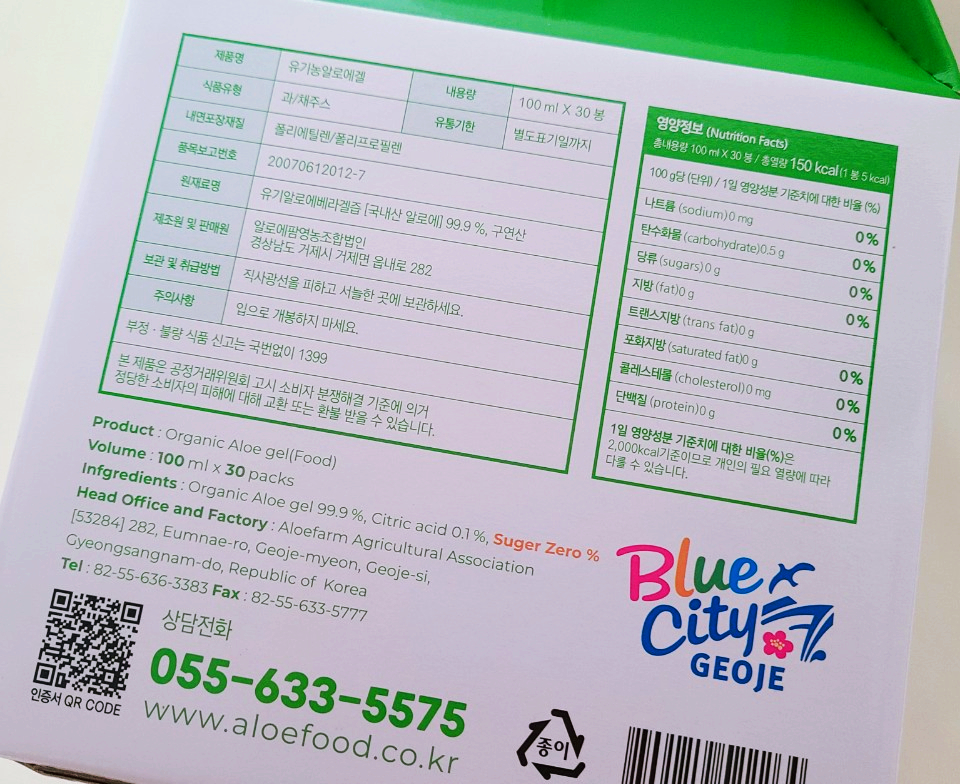 제품명 유기농알로에겔 내용량 100 ml X 30 봉
식품유형 과/채주스 유통기한 별도표기일까지
내면포장재질 폴리에틸렌/폴리프로필렌
품목보고번호 20070612012-7
원재료명 유기알로에베라겔즙 [국내산 알로에] 99.9 %, 구연산
제조원 및 판매원 알로에팜영농조합법인
경상남도 거제시 거제면 읍내로 282
보관 및 취급방법 직사광선을 피하고 서늘한 곳에 보관하세요.
주의사항 입으로 개봉하지 마세요.
부정 · 불량 식품 신고는 국번없이 1399
본 제품은 공정거래위원회 고시 소비자 분쟁해결 기준에 의거
정당한 소비자의 피해에 대해 교환 또는 환불 받을 수 있습니다.
영양정보 (Nutrition Facts)
총내용량 100 ml X 30 봉 / 총열량 150 kcal (1 봉 5 kcal)
100 g당 (단위) / 1일 영양성분 기준치에 대한 비율 (%)
나트륨 (sodium) 0 mg 0 %
탄수화물 (carbohydrate) 0.5 g 0 %
당류 (sugars) 0 g 0 %
지방 (fat) 0 g 0 %
트랜스지방 (trans fat) 0 g
포화지방 (saturated fat) 0 g 0 %
콜레스테롤 (cholesterol) 0 mg 0 %
단백질 (protein) 0 g 0 %
1일 영양성분 기준치에 대한 비율(%)은
2,000kcal기준이므로 개인의 필요 열량에 따라
다를 수 있습니다.
Product : Organic Aloe gel(Food)
Volume : 100 ml x 30 packs
Infgredients : Organic Aloe gel 99.9 %, Citric acid 0.1 %, Suger Zero %
Head Office and Factory : Aloefarm Agricultural Association
[53284] 282, Eumnae-ro, Geoje-myeon, Geoje-si,
Gyeongsangnam-do, Republic of Korea
Tel : 82-55-636-3383 Fax : 82-55-633-5777
상담전화
055-633-5575
www.aloefood.co.kr
인증서 QR CODE
종이
Blue
City
GEOJE